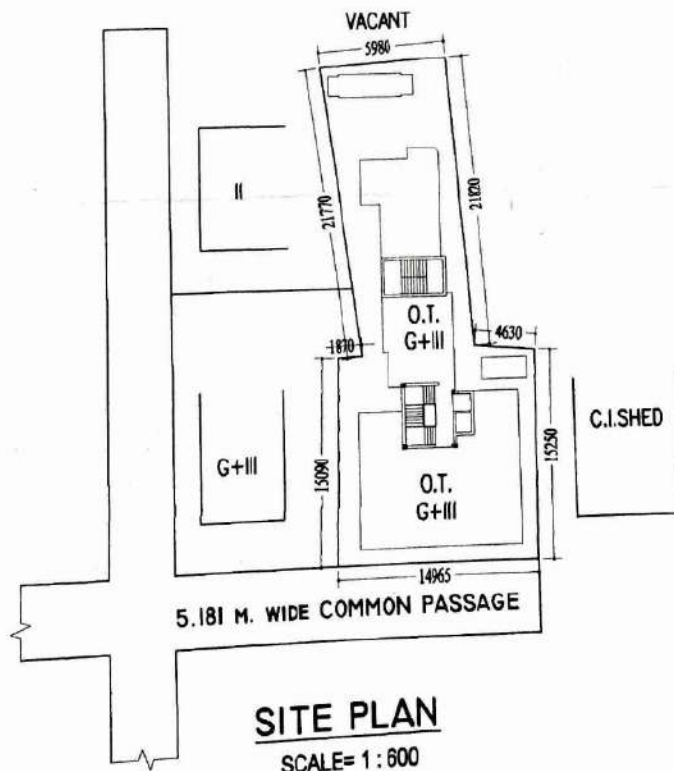 VACANT
5980
II
21770
21820
O.T.
G+III
1870
4630
C.I.SHED
G+III
15090
15250
O.T.
G+III
14965
5.181 M. WIDE COMMON PASSAGE
SITE PLAN
SCALE= 1:600